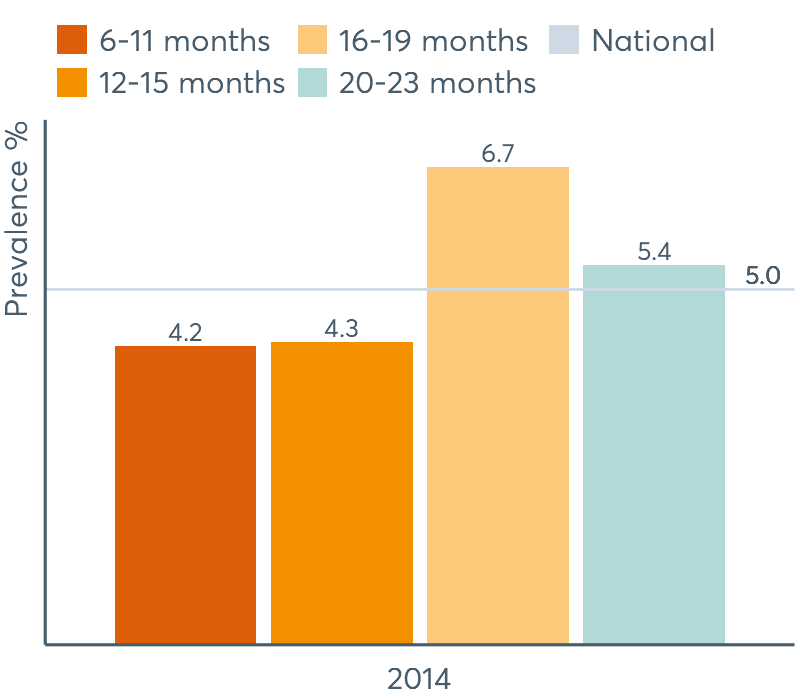 6-11 months 16-19 months National
12-15 months 20-23 months
Prevalence %
6.7
5.4
5.0
4.3
4.2
2014